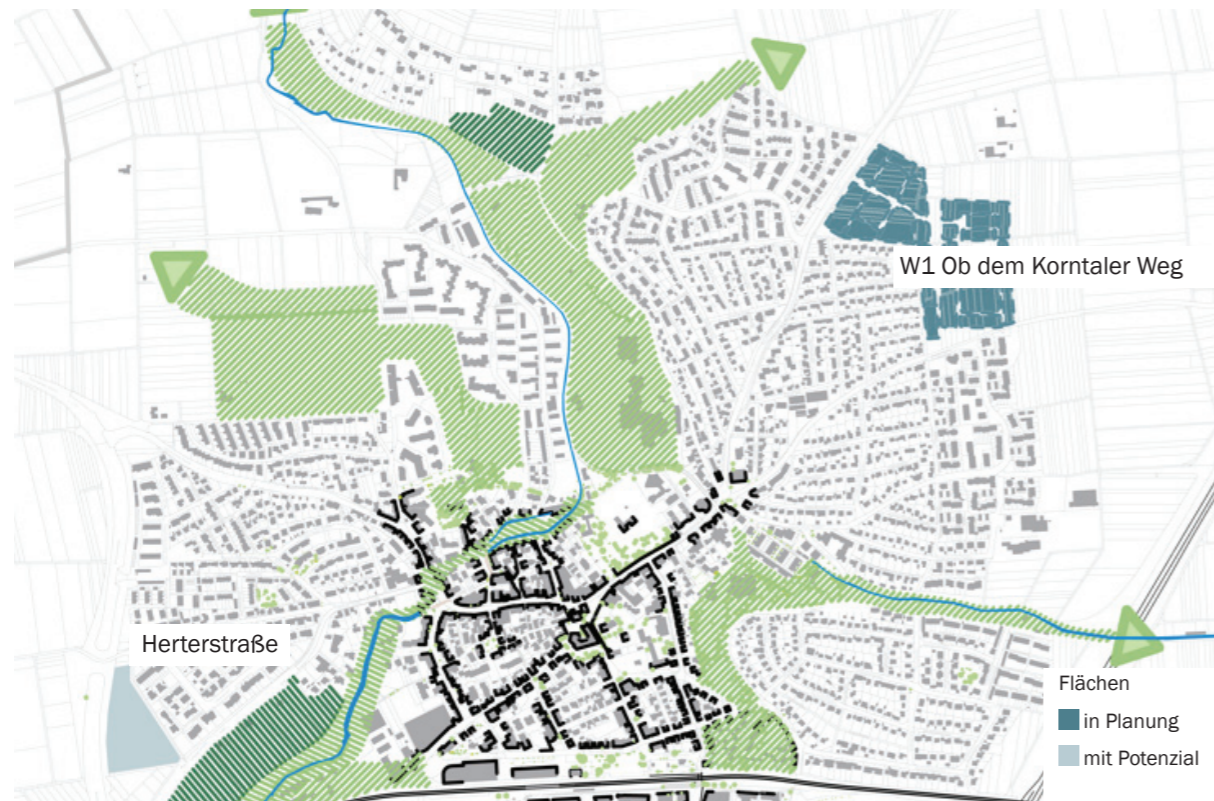 W1 Ob dem Korntaler Weg
Herterstraße
Flächen
in Planung
mit Potenzial